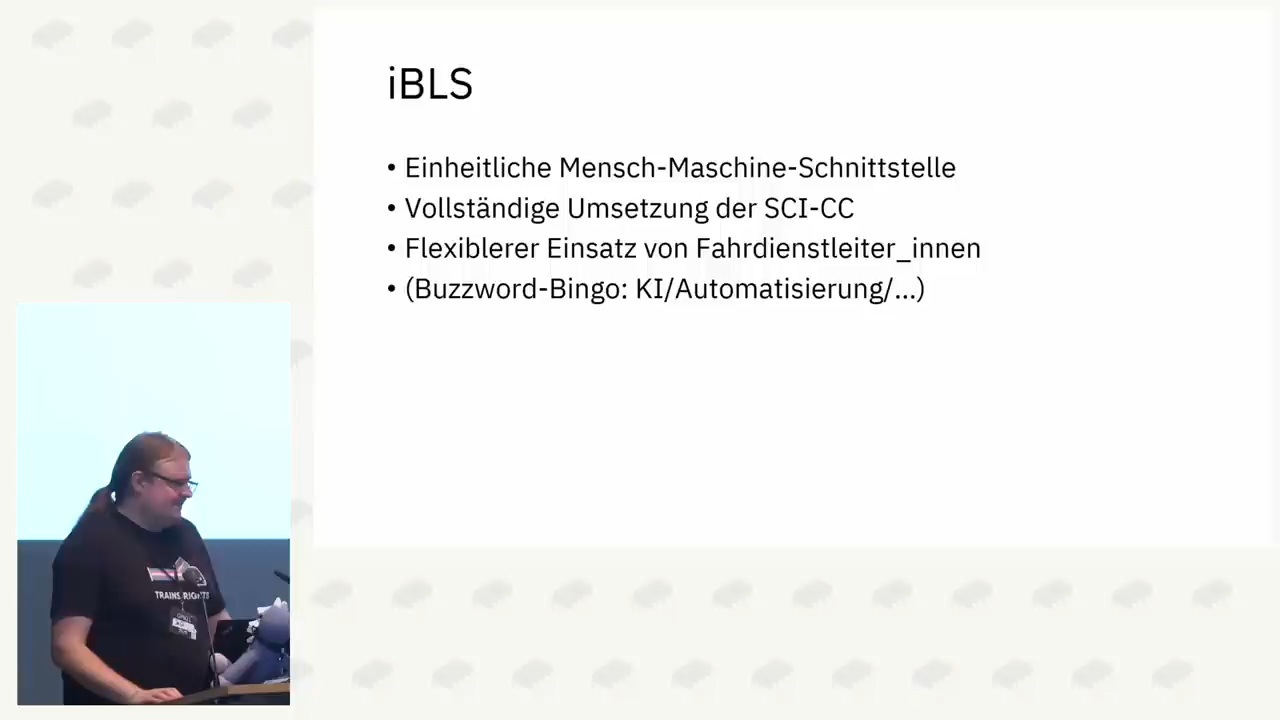 iBLS
• Einheitliche Mensch-Maschine-Schnittstelle
• Vollständige Umsetzung der SCI-CC
• Flexiblerer Einsatz von Fahrdienstleiter_innen
• (Buzzword-Bingo: KI/Automatisierung/...)
TRAINS